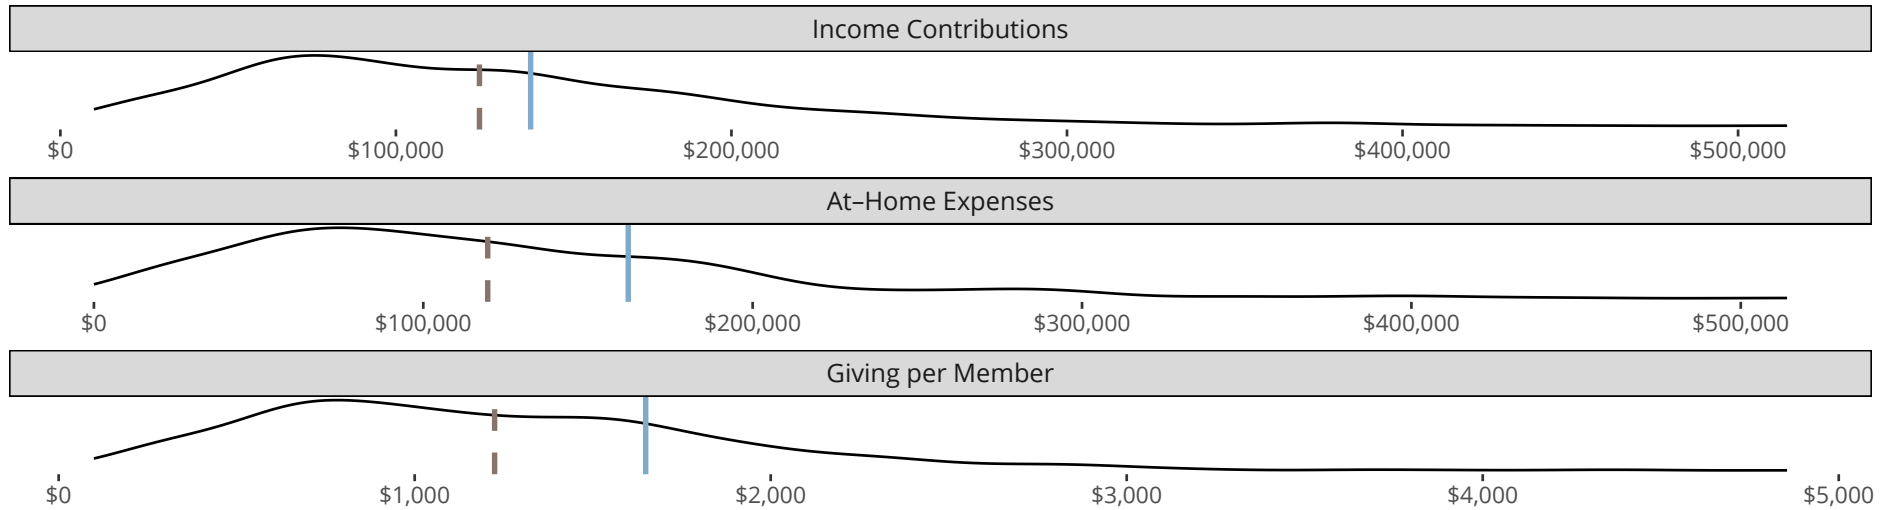 Income Contributions
$0 $100,000 $200,000 $300,000 $400,000 $500,000
At–Home Expenses
$0 $100,000 $200,000 $300,000 $400,000 $500,000
Giving per Member
$0 $1,000 $2,000 $3,000 $4,000 $5,000